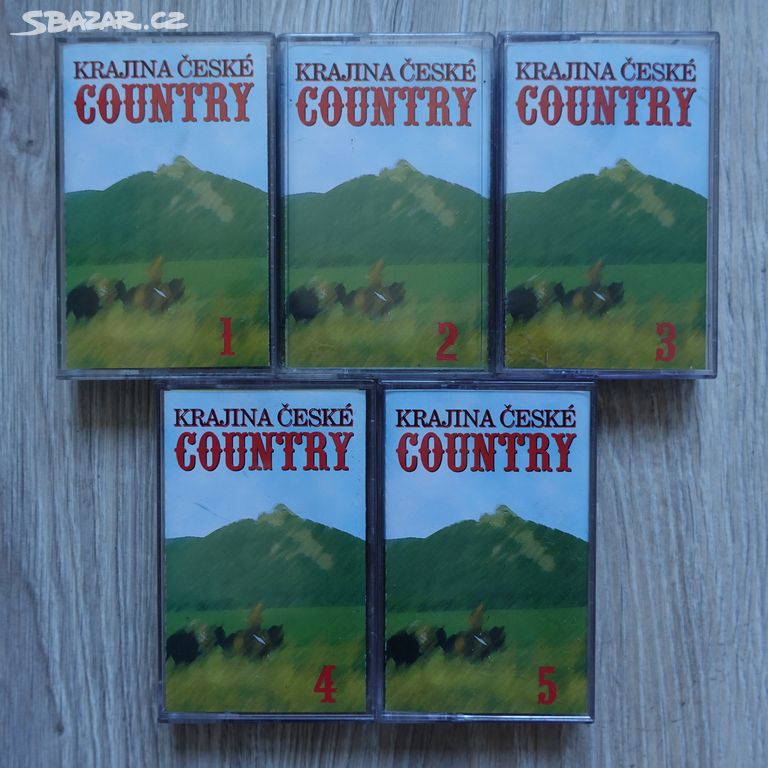 SBAZAR.CZ
KRAJINA ČESKÉ
COUNTRY
1
KRAJINA ČESKÉ
COUNTRY
2
KRAJINA ČESKÉ
COUNTRY
3
KRAJINA ČESKÉ
COUNTRY
4
KRAJINA ČESKÉ
COUNTRY
5